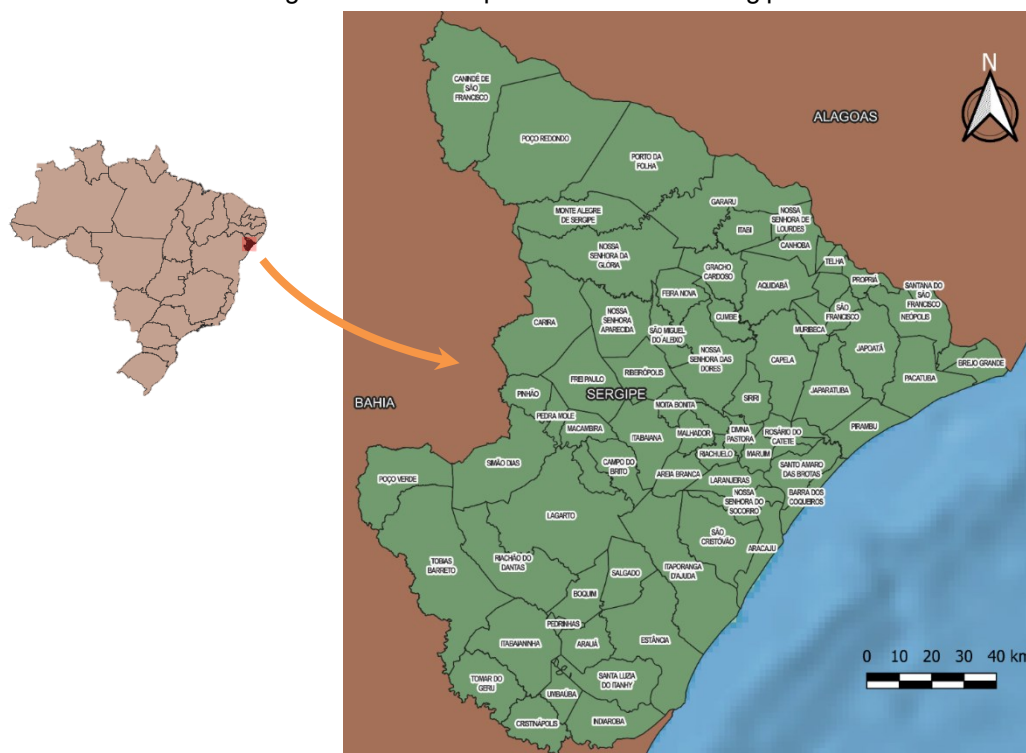 N
ALAGOAS
CANINDÉ DE
SÃO
FRANCISCO
POÇO REDONDO
PORTO DA
FOLHA
GARARU
NOSSA
SENHORA DE
LOURDES
MONTE ALEGRE
DE SERGIPE
ITABI
CANHOBA
NOSSA
SENHORA DA
GLÓRIA
TELHA
GRACHO
CARDOSO
AQUIDABÃ
PROPRIÁ
SANTANA DO
SÃO
FRANCISCO
FEIRA NOVA
SÃO
FRANCISCO
NEÓPOLIS
CARIRA
NOSSA
SENHORA
APARECIDA
SÃO MIGUEL
DO ALEIXO
CUMBE
MURIBECA
JAPOATÃ
NOSSA
SENHORA DAS
DORES
CAPELA
BREJO GRANDE
FREI PAULO
RIBEIRÓPOLIS
PACATUBA
PINHÃO
SERGIPE
SIRIRI
JAPARATUBA
BAHIA
MOITA BONITA
PEDRA MOLE
MACAMBIRA
ITABAIANA
MALHADOR
DIVINA
PASTORA
ROSÁRIO DO
CATETE
PIRAMBU
RIACHUELO
MARUIM
SIMÃO DIAS
CAMPO DO
BRITO
AREIA BRANCA
LARANJEIRAS
SANTO AMARO
DAS BROTAS
POÇO VERDE
NOSSA
SENHORA DO
SOCORRO
BARRA DOS
COQUEIROS
LAGARTO
SÃO
CRISTÓVÃO
ARACAJU
TOBIAS
BARRETO
RIACHÃO DO
DANTAS
SALGADO
ITAPORANGA
D'AJUDA
BOQUIM
PEDRINHAS
ITABAIANINHA
ARAUÁ
ESTÂNCIA
TOMAR DO
GERU
SANTA LUZIA
DO ITANHY
UMBAÚBA
CRISTINÁPOLIS
INDIAROBA
0 10 20 30 40 km